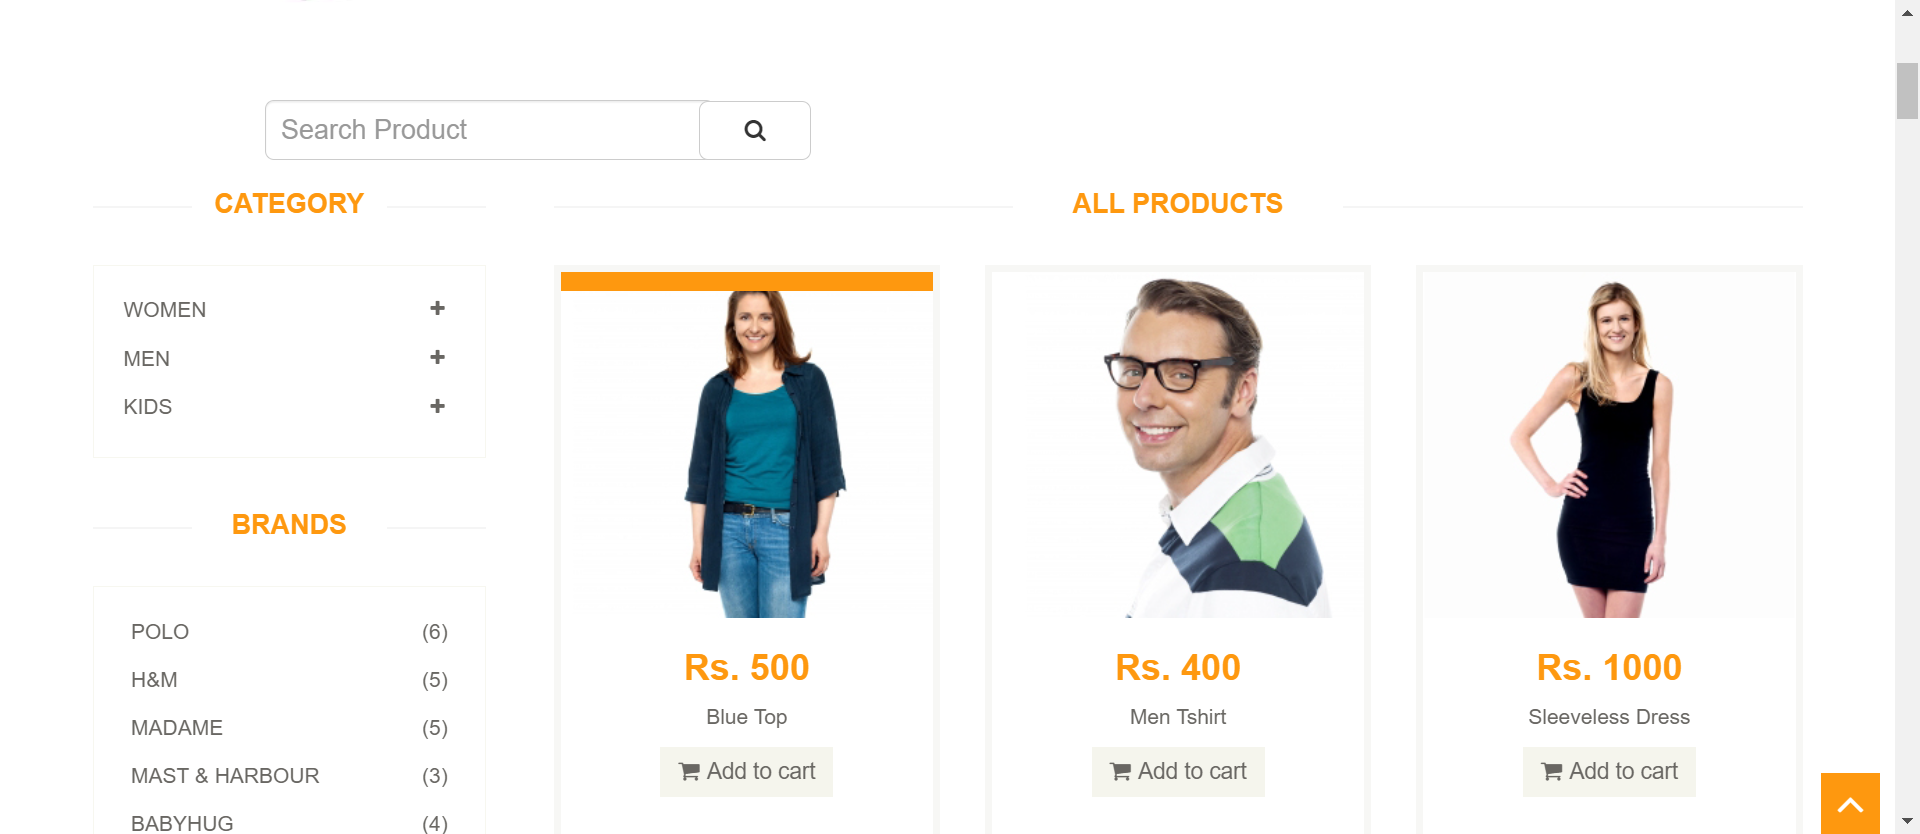 Search Product
CATEGORY
WOMEN
MEN
KIDS
BRANDS
POLO (6)
H&M (5)
MADAME (5)
MAST & HARBOUR (3)
BABYHUG (4)
ALL PRODUCTS
Rs. 500
Blue Top
Add to cart
Rs. 400
Men Tshirt
Add to cart
Rs. 1000
Sleeveless Dress
Add to cart